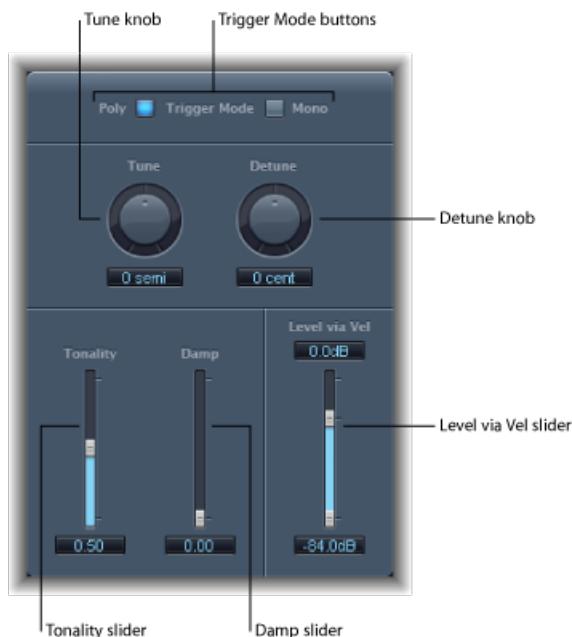 Tune knob
Trigger Mode buttons
Poly Trigger Mode Mono
Tune
Detune
Detune knob
0 semi
0 cent
Level via Vel
0.0dB
Tonality
Damp
Level via Vel slider
0.50
0.00
-84.0dB
Tonality slider
Damp slider